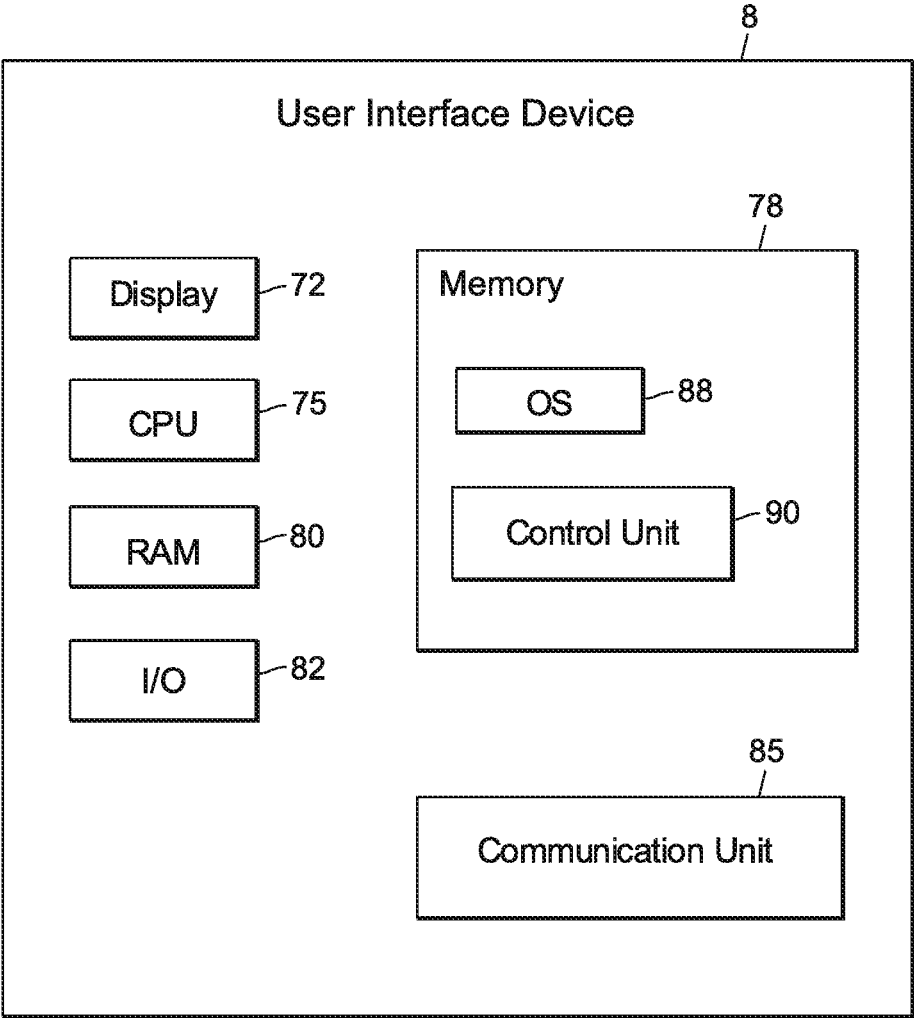 8
User Interface Device
78
Display
72
Memory
CPU
75
OS
88
RAM
80
Control Unit
90
I/O
82
85
Communication Unit